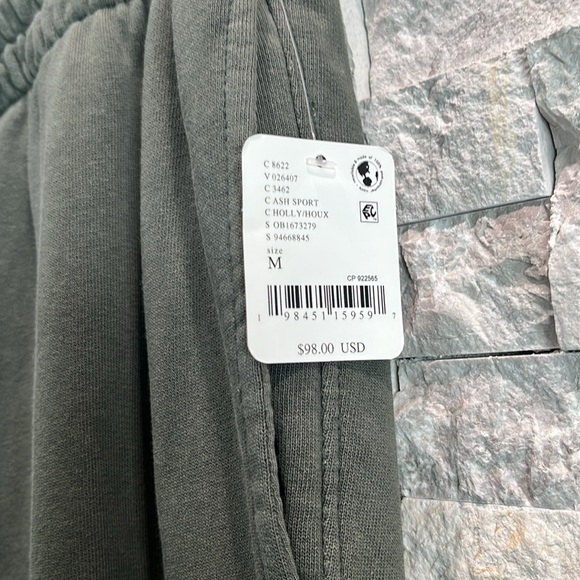 C 8622
V 026407
C 3462
C ASH SPORT
C HOLLY/HOUX
S OB1673279
S 94668845
size
M
CP 922565
1 98451 15959 7
$98.00 USD